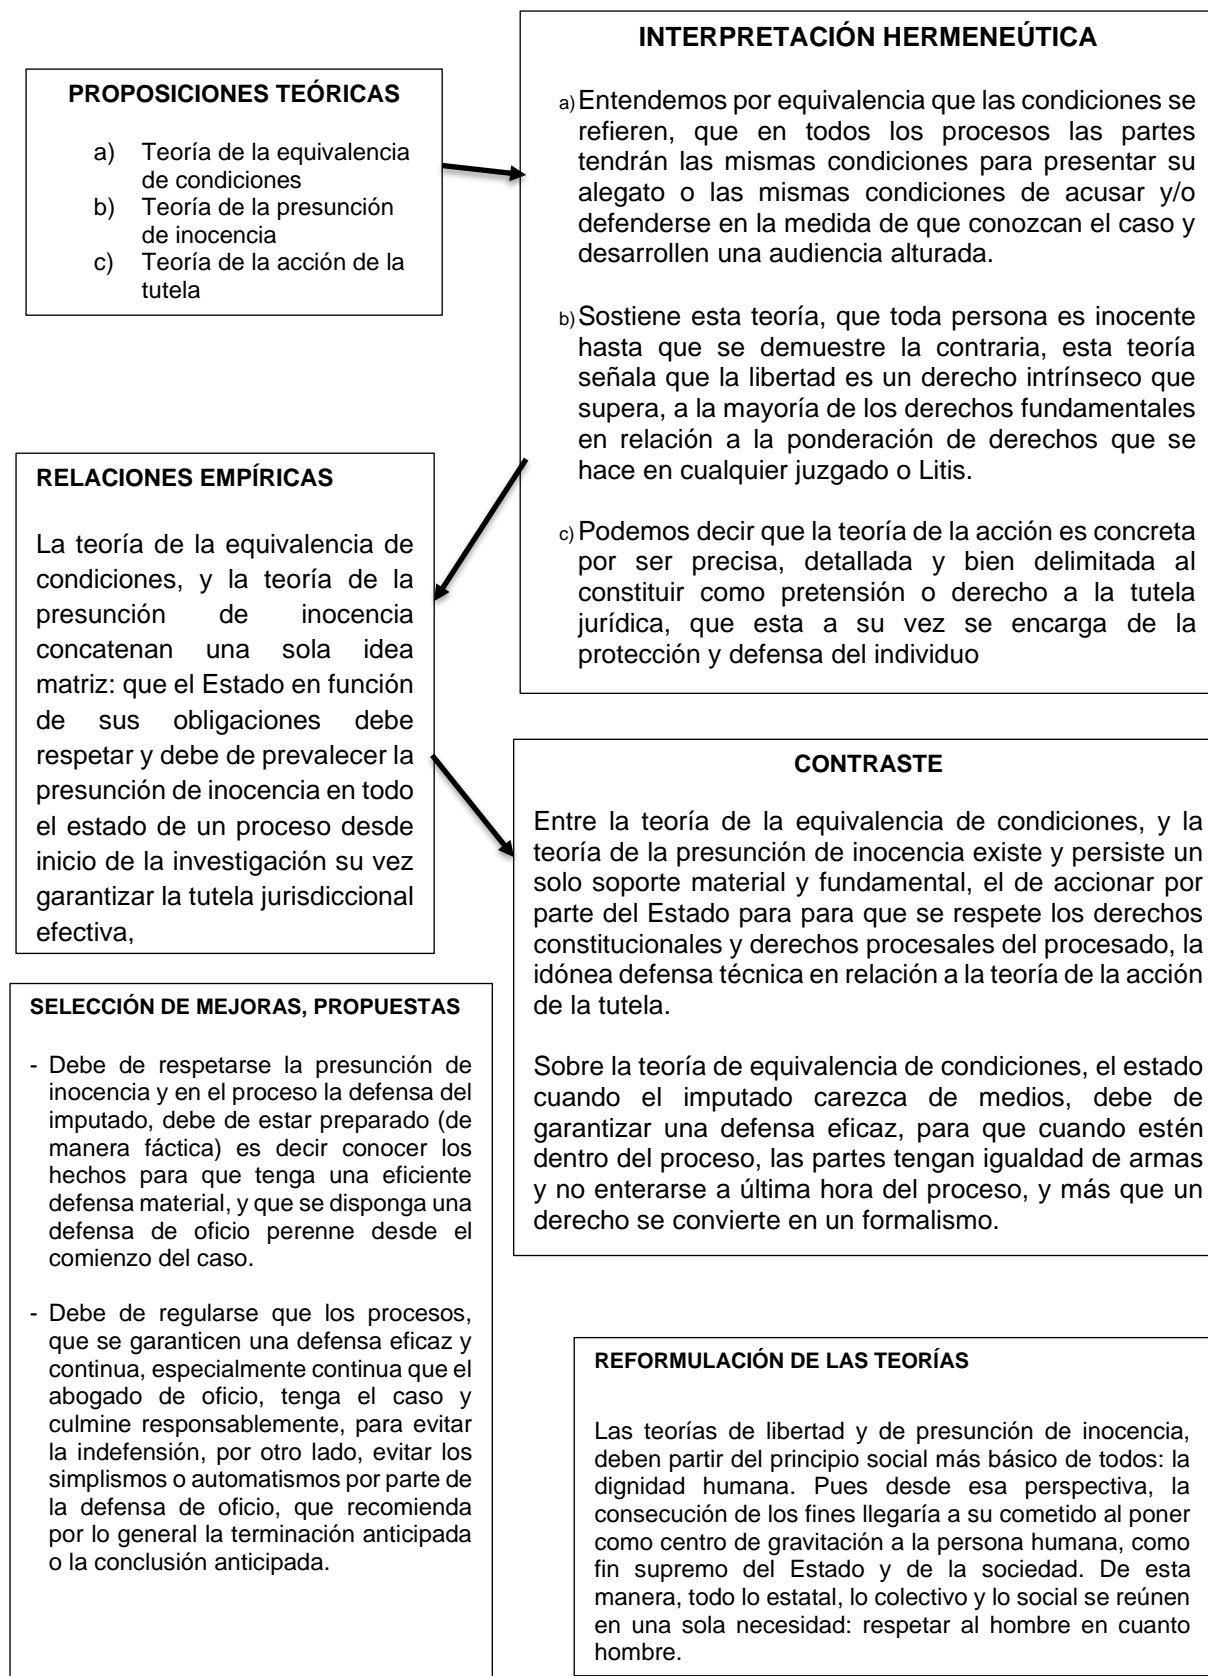 PROPOSICIONES TEÓRICAS
a) Teoría de la equivalencia
de condiciones
b) Teoría de la presunción
de inocencia
c) Teoría de la acción de la
tutela
INTERPRETACIÓN HERMENEÚTICA
a) Entendemos por equivalencia que las condiciones se
refieren, que en todos los procesos las partes
tendrán las mismas condiciones para presentar su
alegato o las mismas condiciones de acusar y/o
defenderse en la medida de que conozcan el caso y
desarrollen una audiencia alturada.
b) Sostiene esta teoría, que toda persona es inocente
hasta que se demuestre la contraria, esta teoría
señala que la libertad es un derecho intrínseco que
supera, a la mayoría de los derechos fundamentales
en relación a la ponderación de derechos que se
hace en cualquier juzgado o Litis.
c) Podemos decir que la teoría de la acción es concreta
por ser precisa, detallada y bien delimitada al
constituir como pretensión o derecho a la tutela
jurídica, que esta a su vez se encarga de la
protección y defensa del individuo
RELACIONES EMPÍRICAS
La teoría de la equivalencia de
condiciones, y la teoría de la
presunción de inocencia
concatenan una sola idea
matriz: que el Estado en función
de sus obligaciones debe
respetar y debe de prevalecer la
presunción de inocencia en todo
el estado de un proceso desde
inicio de la investigación su vez
garantizar la tutela jurisdiccional
efectiva,
CONTRASTE
Entre la teoría de la equivalencia de condiciones, y la
teoría de la presunción de inocencia existe y persiste un
solo soporte material y fundamental, el de accionar por
parte del Estado para para que se respete los derechos
constitucionales y derechos procesales del procesado, la
idónea defensa técnica en relación a la teoría de la acción
de la tutela.
Sobre la teoría de equivalencia de condiciones, el estado
cuando el imputado carezca de medios, debe de
garantizar una defensa eficaz, para que cuando estén
dentro del proceso, las partes tengan igualdad de armas
y no enterarse a última hora del proceso, y más que un
derecho se convierte en un formalismo.
SELECCIÓN DE MEJORAS, PROPUESTAS
- Debe de respetarse la presunción de
inocencia y en el proceso la defensa del
imputado, debe de estar preparado (de
manera fáctica) es decir conocer los
hechos para que tenga una eficiente
defensa material, y que se disponga una
defensa de oficio perenne desde el
comienzo del caso.
- Debe de regularse que los procesos,
que se garanticen una defensa eficaz y
continua, especialmente continua que el
abogado de oficio, tenga el caso y
culmine responsablemente, para evitar
la indefensión, por otro lado, evitar los
simplismos o automatismos por parte de
la defensa de oficio, que recomienda
por lo general la terminación anticipada
o la conclusión anticipada.
REFORMULACIÓN DE LAS TEORÍAS
Las teorías de libertad y de presunción de inocencia,
deben partir del principio social más básico de todos: la
dignidad humana. Pues desde esa perspectiva, la
consecución de los fines llegaría a su cometido al poner
como centro de gravitación a la persona humana, como
fin supremo del Estado y de la sociedad. De esta
manera, todo lo estatal, lo colectivo y lo social se reúnen
en una sola necesidad: respetar al hombre en cuanto
hombre.